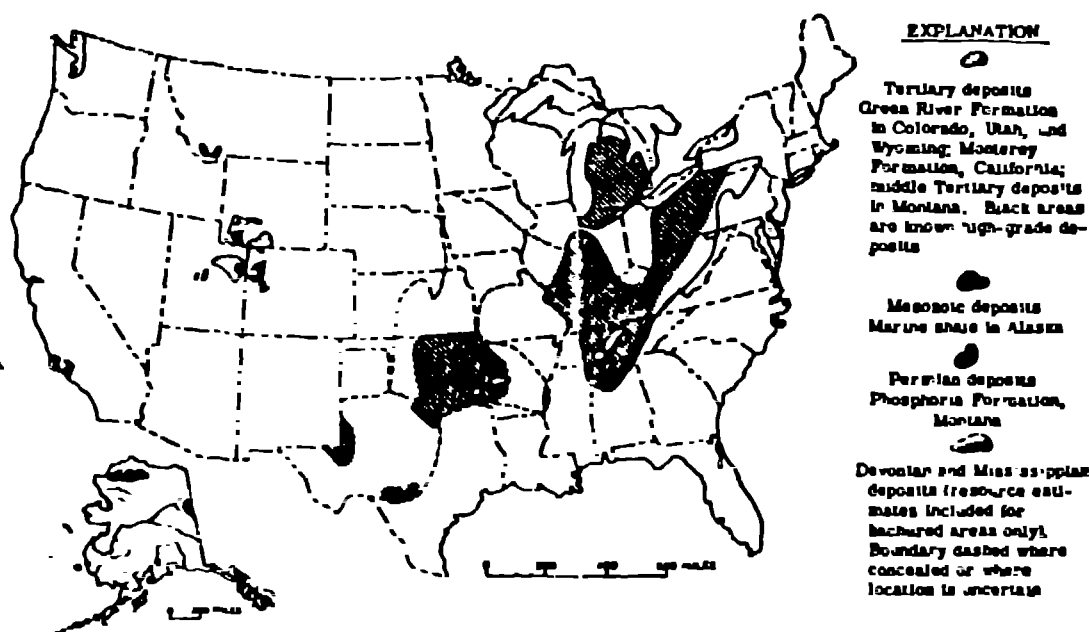 EXPLANATION
Tertiary deposits
Green River Formation
in Colorado, Utah, and
Wyoming; Monterey
Formation, California;
middle Tertiary deposits
in Montana. Black areas
are known high-grade de-
posits
Mesozoic deposits
Marine shale in Alaska
Permian deposits
Phosphoria Formation,
Montana
Devonian and Mississippian
deposits (resource esti-
mates included for
hachured areas only).
Boundary dashed where
concealed or where
location is uncertain